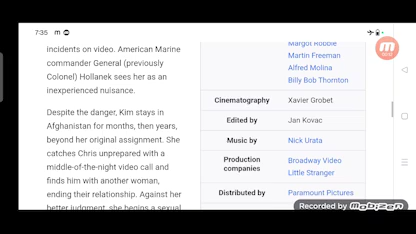 7:35
incidents on video. American Marine
commander General (previously
Colonel) Hollanek sees her as an
inexperienced nuisance.
Despite the danger, Kim stays in
Afghanistan for months, then years,
beyond her original assignment. She
catches Chris unprepared with a
middle-of-the-night video call and
finds him with another woman,
ending their relationship. Against her
better judgment, she begins a sexual
Margot Robbie
Martin Freeman
Alfred Molina
Billy Bob Thornton
Cinematography Xavier Grobet
Edited by Jan Kovac
Music by Nick Urata
Production Broadway Video
companies Little Stranger
Distributed by Paramount Pictures
Recorded by Mobizen